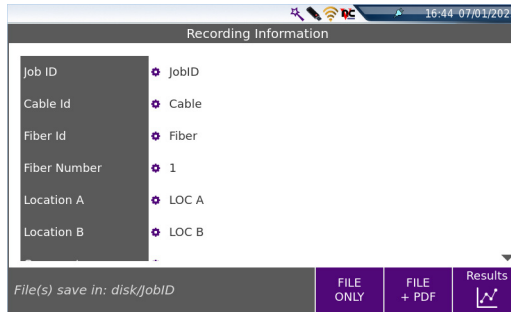 16:44 07/01/202
Recording Information
Job ID JobID
Cable Id Cable
Fiber Id Fiber
Fiber Number 1
Location A LOC A
Location B LOC B
File(s) save in: disk/JobID
FILE ONLY
FILE + PDF
Results